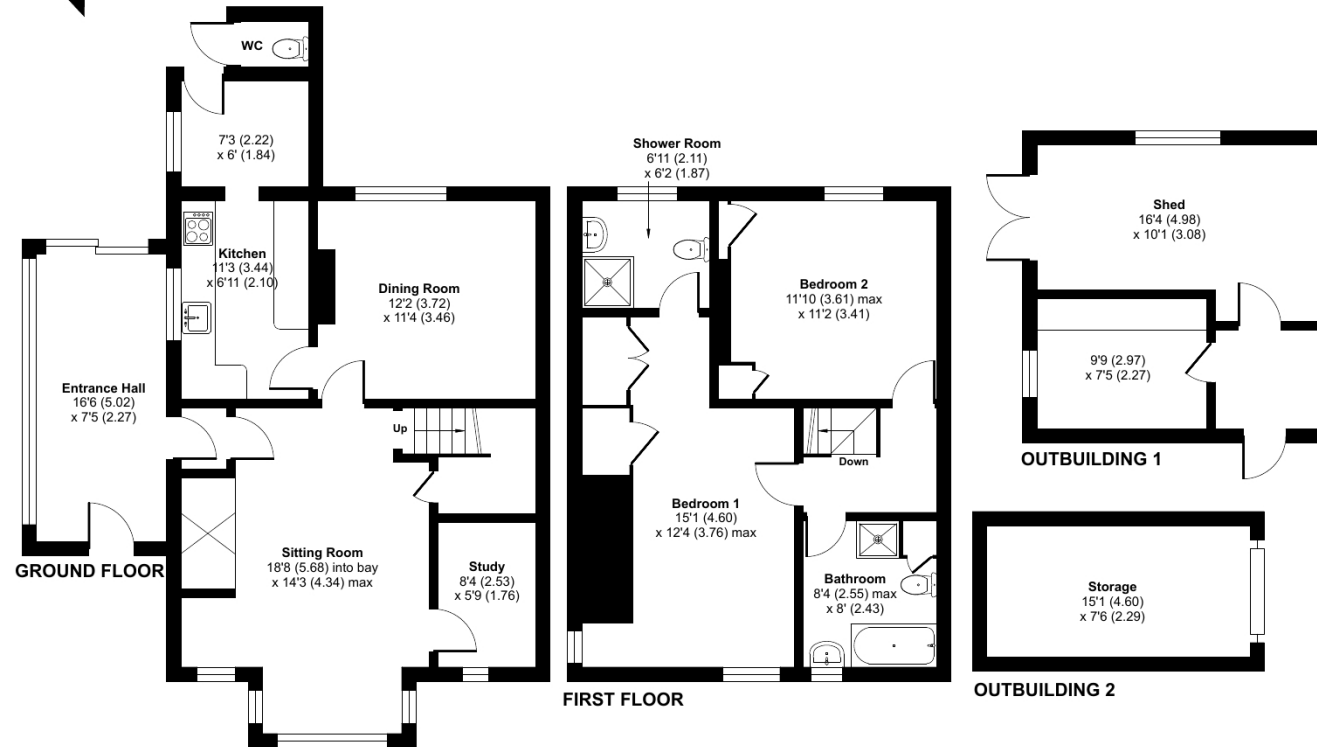 WC
7'3 (2.22)
x 6' (1.84)
Kitchen
11'3 (3.44)
x 6'11 (2.10)
Dining Room
12'2 (3.72)
x 11'4 (3.46)
Entrance Hall
16'6 (5.02)
x 7'5 (2.27)
Up
Sitting Room
18'8 (5.68) into bay
x 14'3 (4.34) max
Study
8'4 (2.53)
x 5'9 (1.76)
GROUND FLOOR
Shower Room
6'11 (2.11)
x 6'2 (1.87)
Bedroom 2
11'10 (3.61) max
x 11'2 (3.41)
Down
Bedroom 1
15'1 (4.60)
x 12'4 (3.76) max
Bathroom
8'4 (2.55) max
x 8' (2.43)
FIRST FLOOR
Shed
16'4 (4.98)
x 10'1 (3.08)
9'9 (2.97)
x 7'5 (2.27)
OUTBUILDING 1
Storage
15'1 (4.60)
x 7'6 (2.29)
OUTBUILDING 2